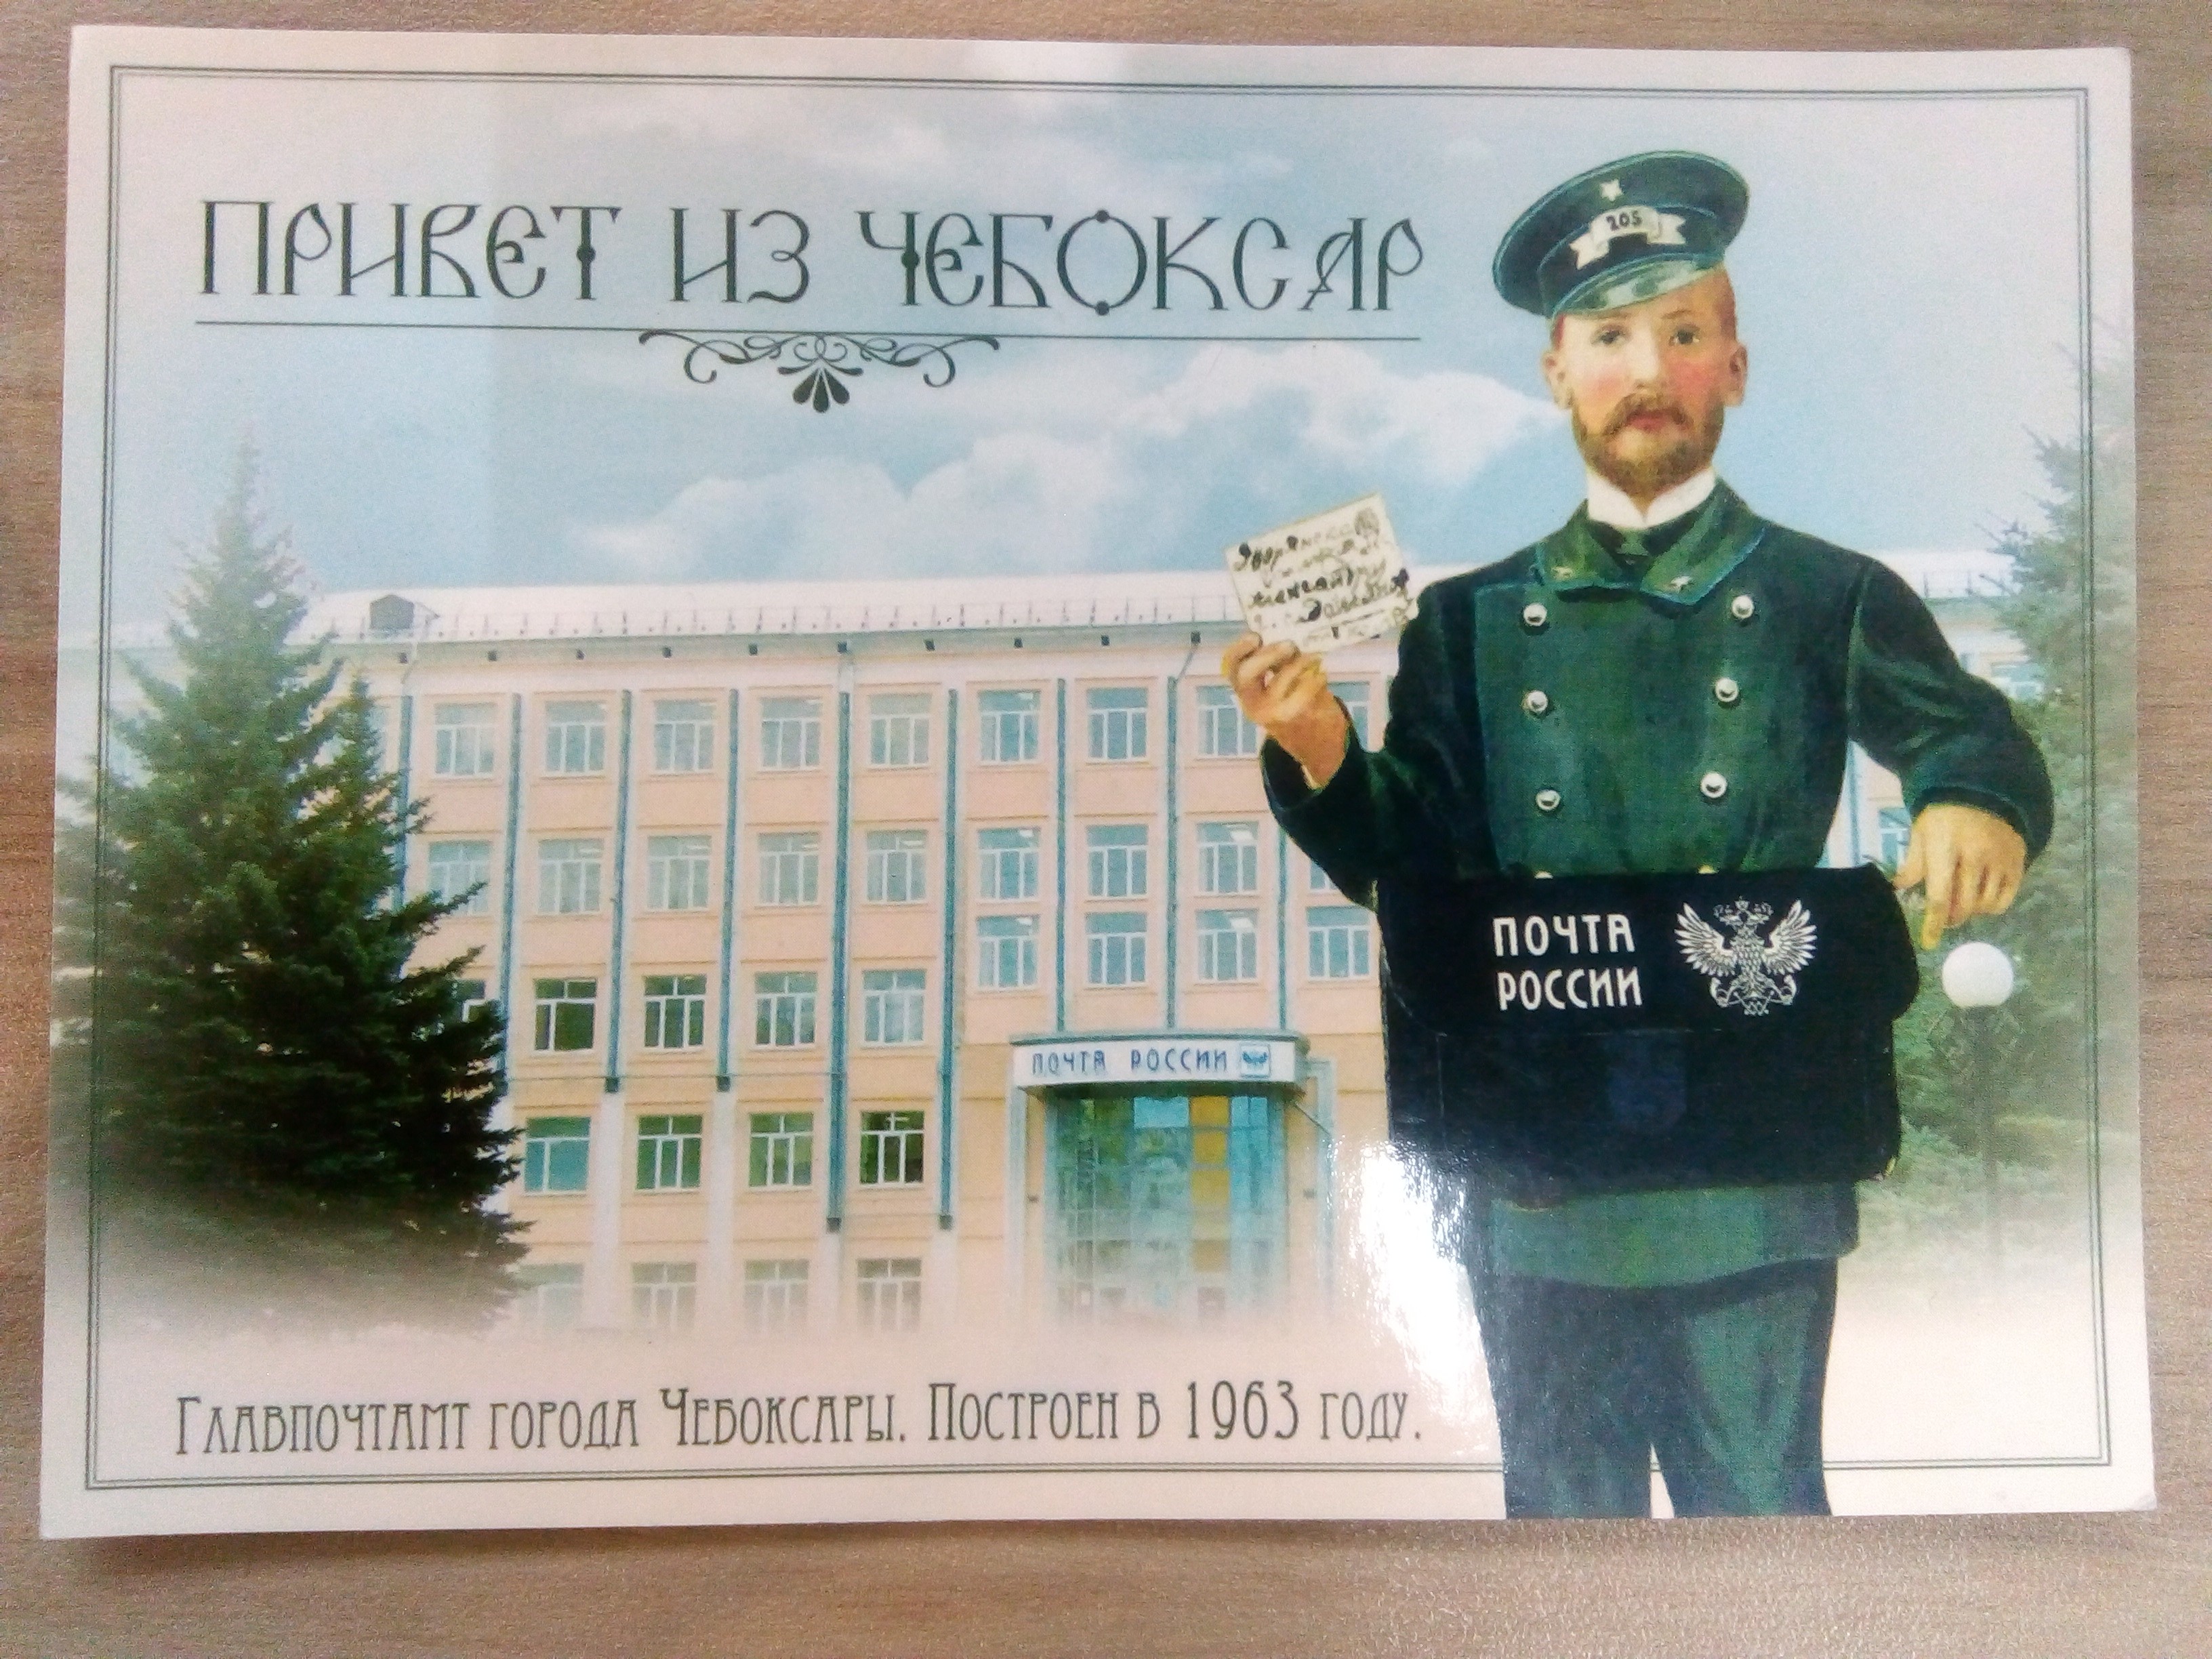 ПРИВЕТ ИЗ ЧЕБОКСАР
205
ПОЧТА
РОССИИ
ПОЧТА РОССИИ
Главпочтамт города Чебоксары. Построен в 1963 году.